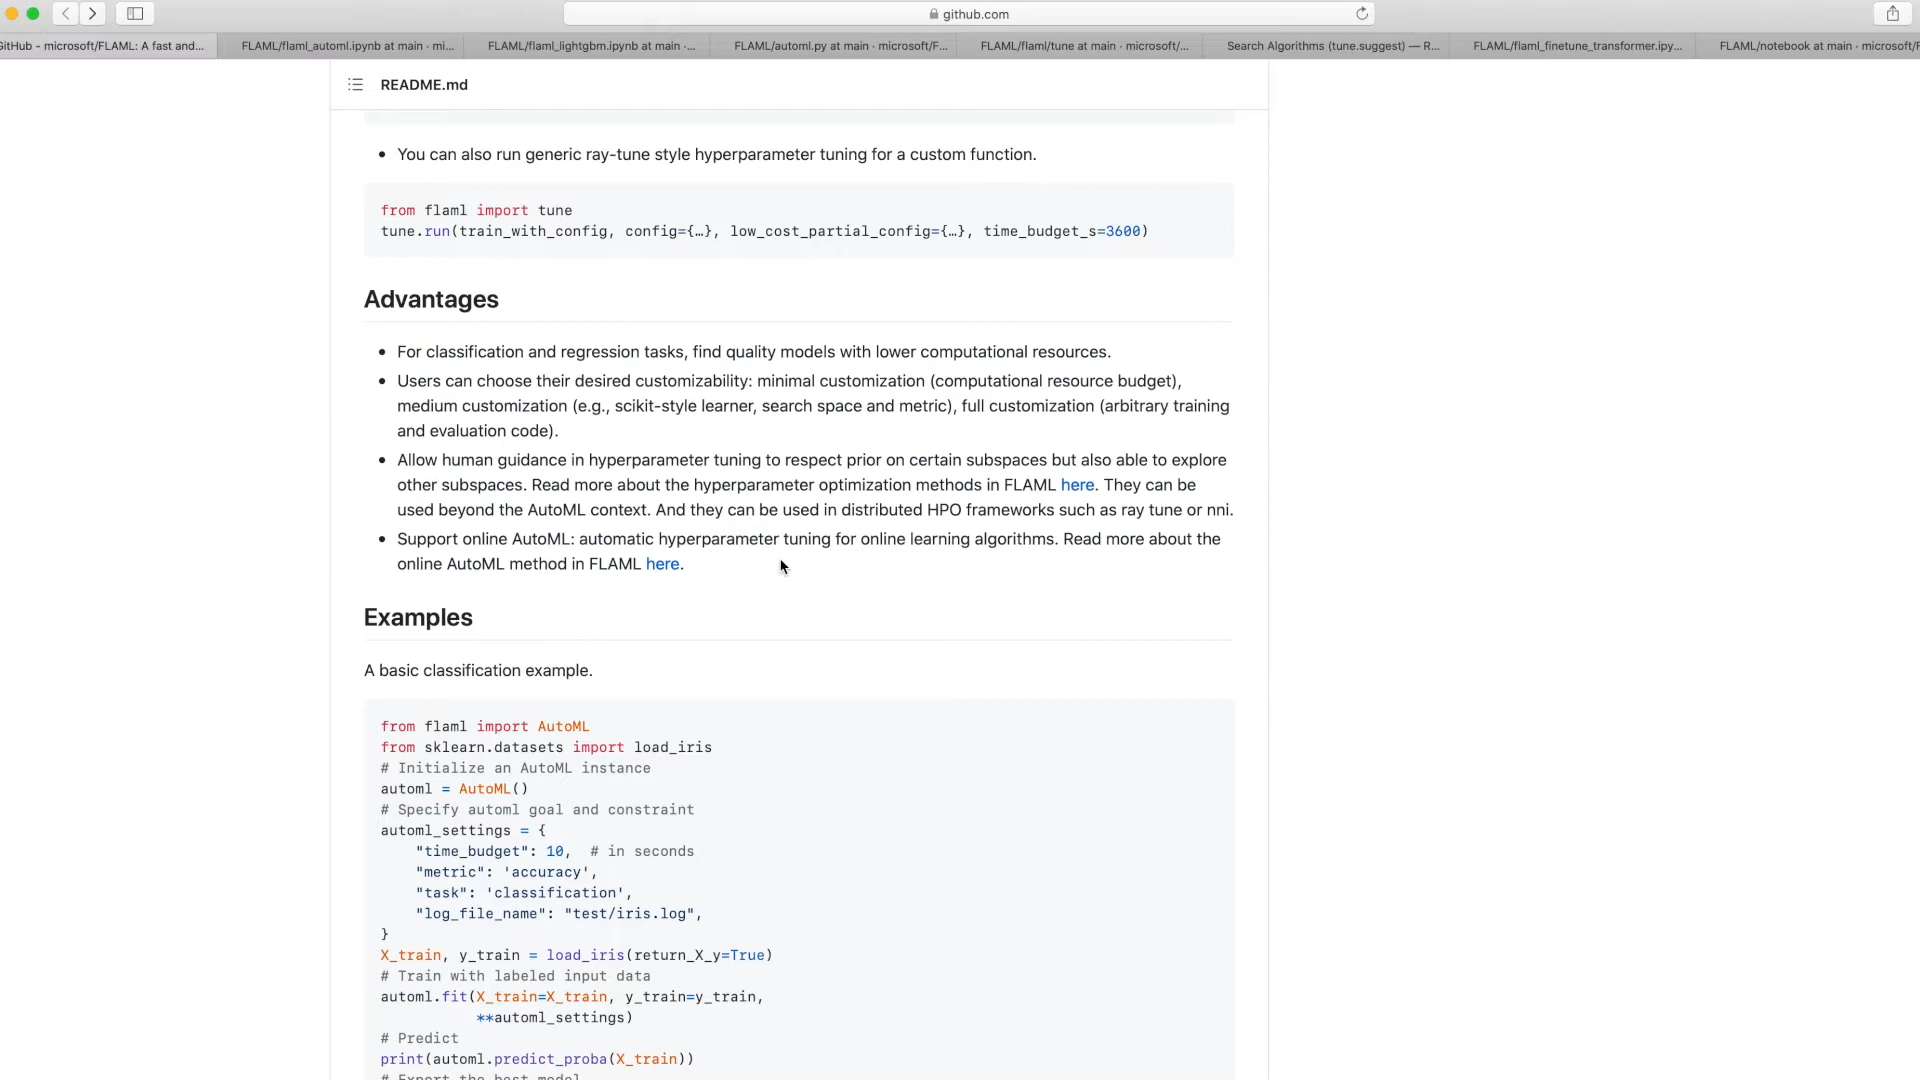 github.com
GitHub - microsoft/FLAML: A fast and...
FLAML/flaml_automl.ipynb at main · mi...
FLAML/flaml_lightgbm.ipynb at main ·...
FLAML/automl.py at main · microsoft/F...
FLAML/flaml/tune at main · microsoft/...
Search Algorithms (tune.suggest) — R...
FLAML/flaml_finetune_transformer.ipy...
FLAML/notebook at main · microsoft/F
README.md
• You can also run generic ray-tune style hyperparameter tuning for a custom function.
from flaml import tune
tune.run(train_with_config, config={…}, low_cost_partial_config={…}, time_budget_s=3600)
Advantages
• For classification and regression tasks, find quality models with lower computational resources.
• Users can choose their desired customizability: minimal customization (computational resource budget),
medium customization (e.g., scikit-style learner, search space and metric), full customization (arbitrary training
and evaluation code).
• Allow human guidance in hyperparameter tuning to respect prior on certain subspaces but also able to explore
other subspaces. Read more about the hyperparameter optimization methods in FLAML here. They can be
used beyond the AutoML context. And they can be used in distributed HPO frameworks such as ray tune or nni.
• Support online AutoML: automatic hyperparameter tuning for online learning algorithms. Read more about the
online AutoML method in FLAML here.
Examples
A basic classification example.
from flaml import AutoML
from sklearn.datasets import load_iris
# Initialize an AutoML instance
automl = AutoML()
# Specify automl goal and constraint
automl_settings = {
    "time_budget": 10,  # in seconds
    "metric": 'accuracy',
    "task": 'classification',
    "log_file_name": "test/iris.log",
}
X_train, y_train = load_iris(return_X_y=True)
# Train with labeled input data
automl.fit(X_train=X_train, y_train=y_train,
           **automl_settings)
# Predict
print(automl.predict_proba(X_train))
# Export the best model